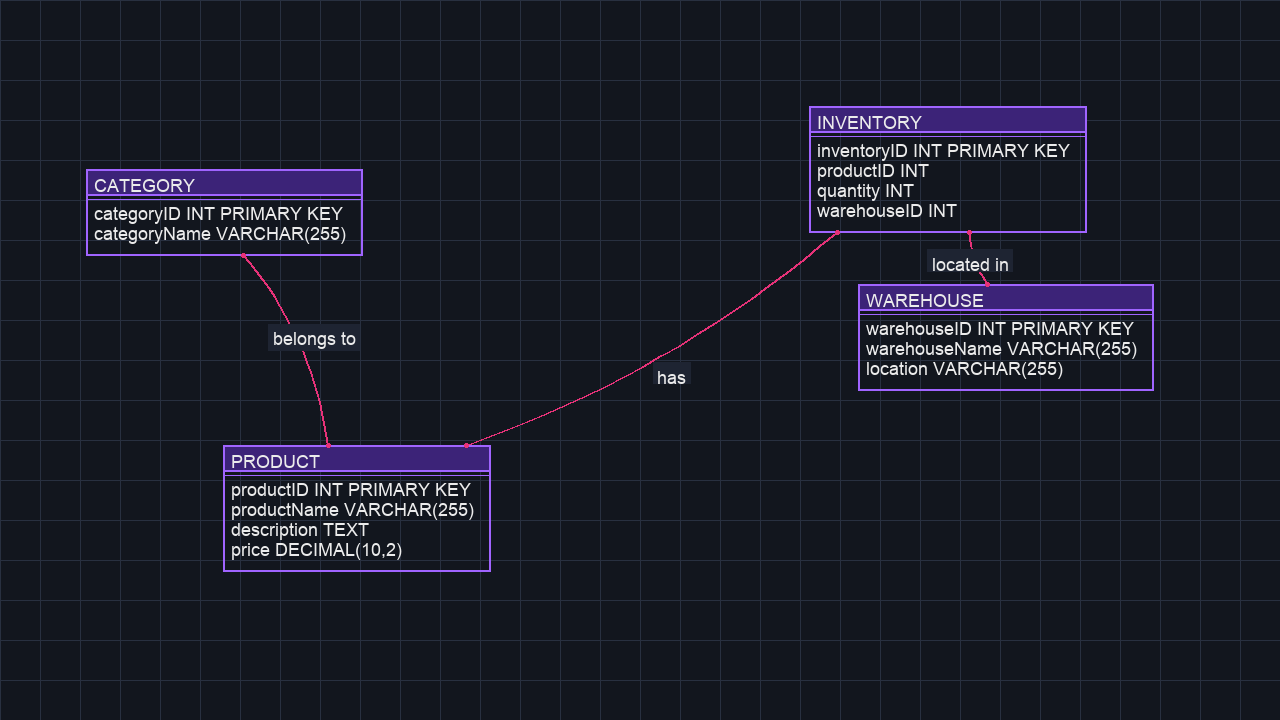 INVENTORY
inventoryID INT PRIMARY KEY
productID INT
quantity INT
warehouseID INT
CATEGORY
categoryID INT PRIMARY KEY
categoryName VARCHAR(255)
located in
WAREHOUSE
warehouseID INT PRIMARY KEY
warehouseName VARCHAR(255)
location VARCHAR(255)
belongs to
has
PRODUCT
productID INT PRIMARY KEY
productName VARCHAR(255)
description TEXT
price DECIMAL(10,2)